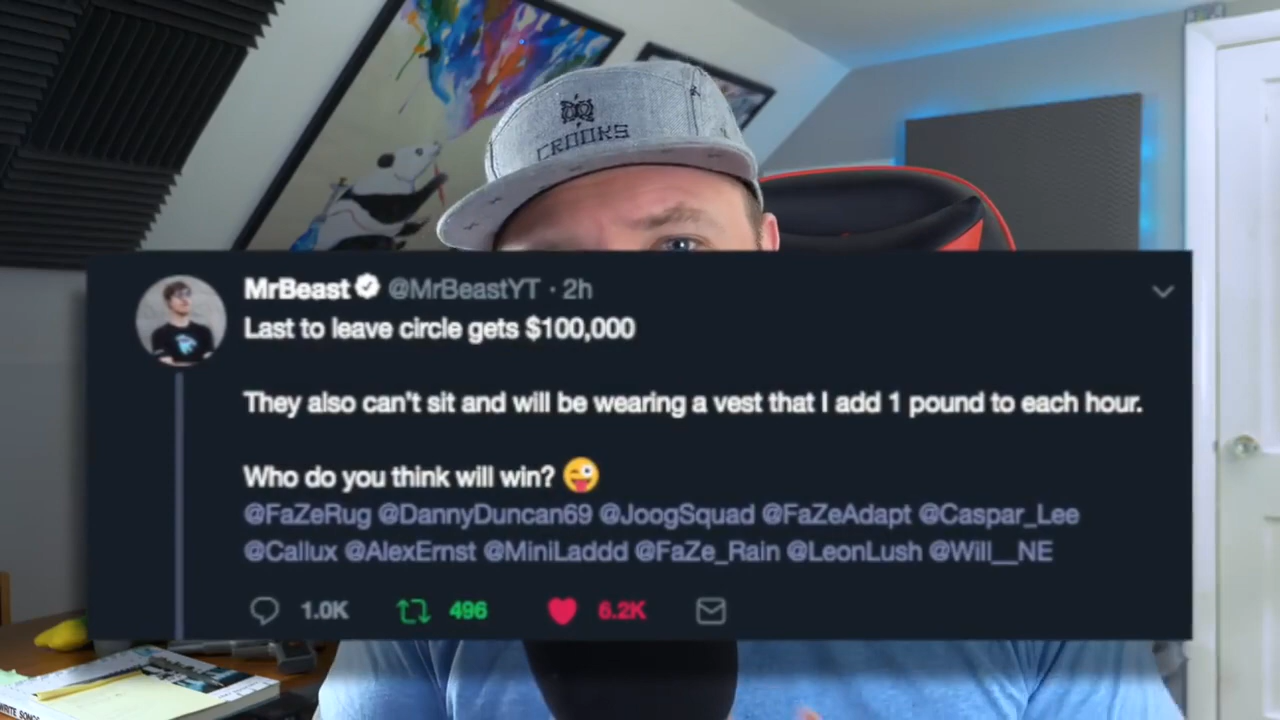 CROOKS
MrBeast @MrBeastYT · 2h
Last to leave circle gets $100,000
They also can't sit and will be wearing a vest that I add 1 pound to each hour.
Who do you think will win? 😜
@FaZeRug @DannyDuncan69 @JoogSquad @FaZeAdapt @Caspar_Lee
@Callux @AlexErnst @MiniLaddd @FaZe_Rain @LeonLush @Will__NE
1.0K 496 6.2K
WRITE SONGS